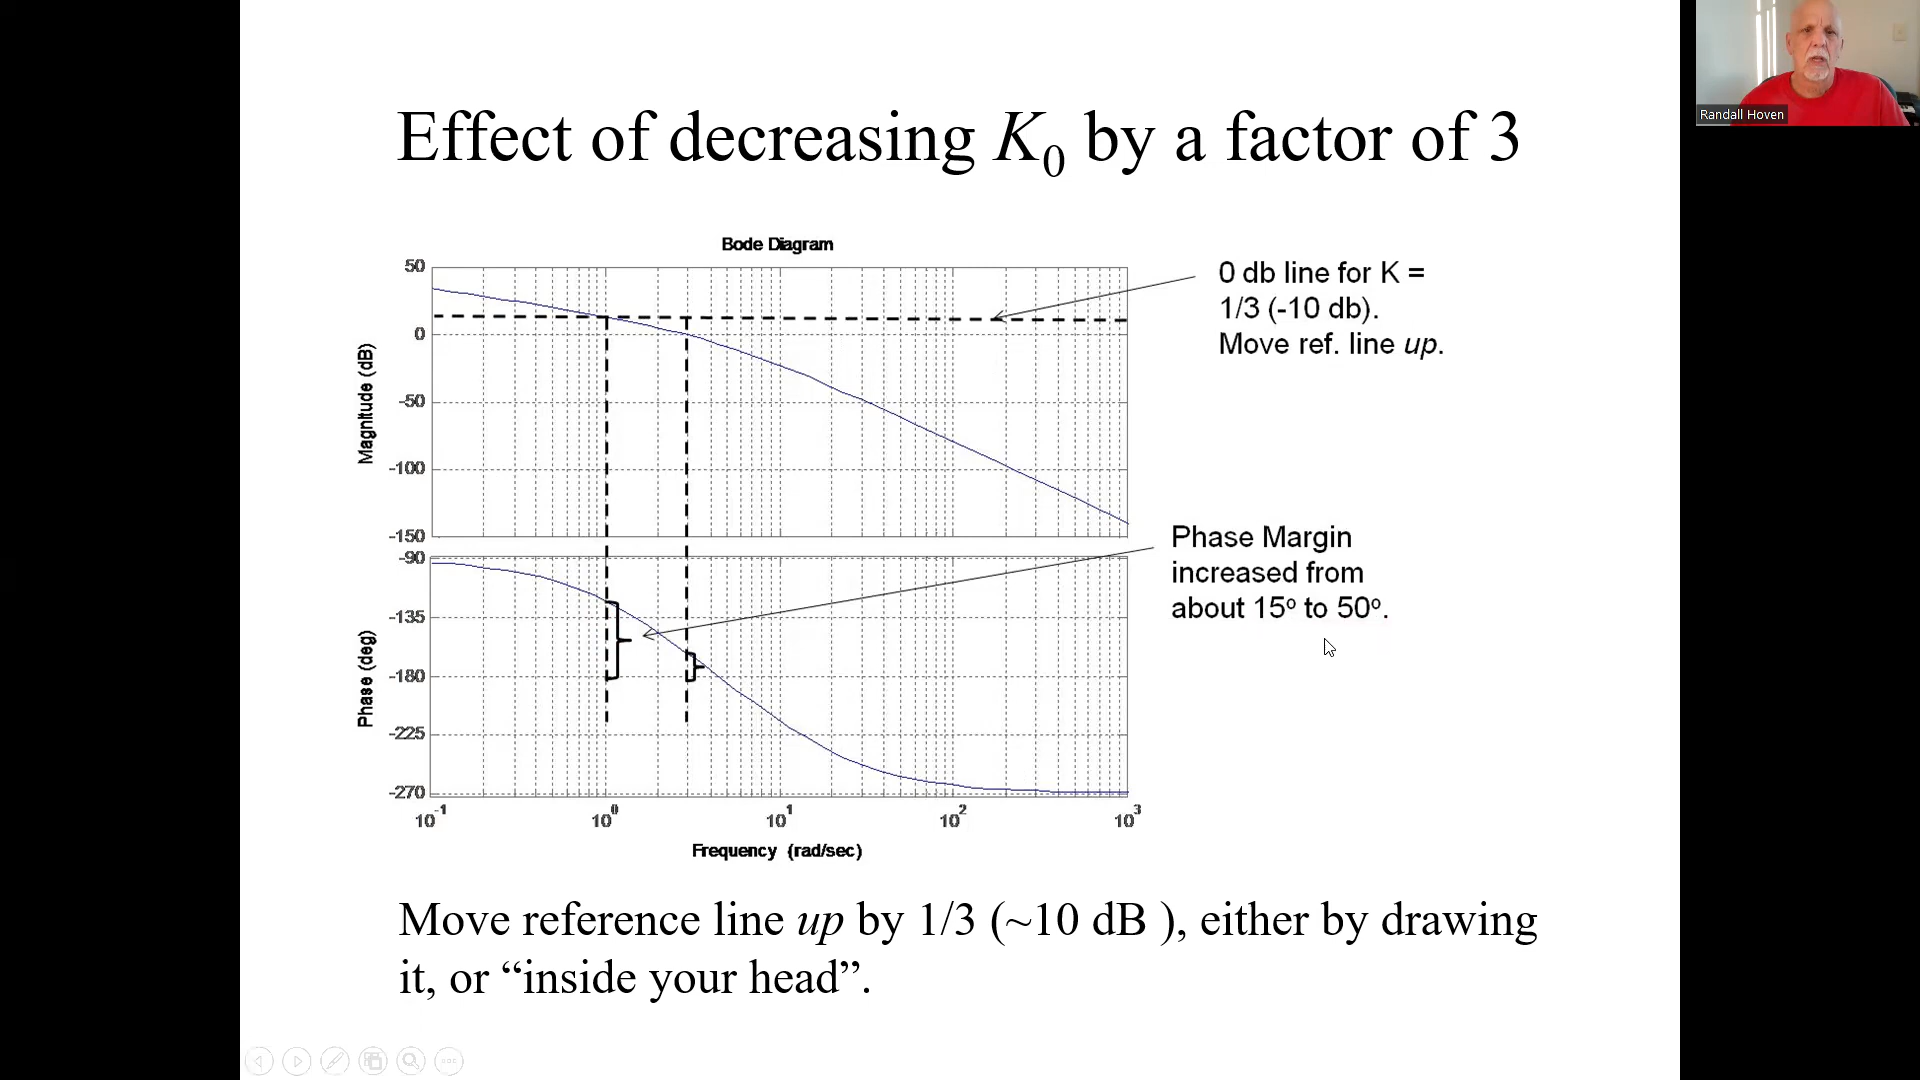 Randall Hoven
Effect of decreasing K₀ by a factor of 3
Bode Diagram
50
0
-50
-100
-150
Magnitude (dB)
0 db line for K =
1/3 (-10 db).
Move ref. line up.
-90
-135
-180
-225
-270
Phase (deg)
Phase Margin
increased from
about 15º to 50º.
10⁻¹ 10⁰ 10¹ 10² 10³
Frequency (rad/sec)
Move reference line up by 1/3 (~10 dB ), either by drawing
it, or “inside your head”.